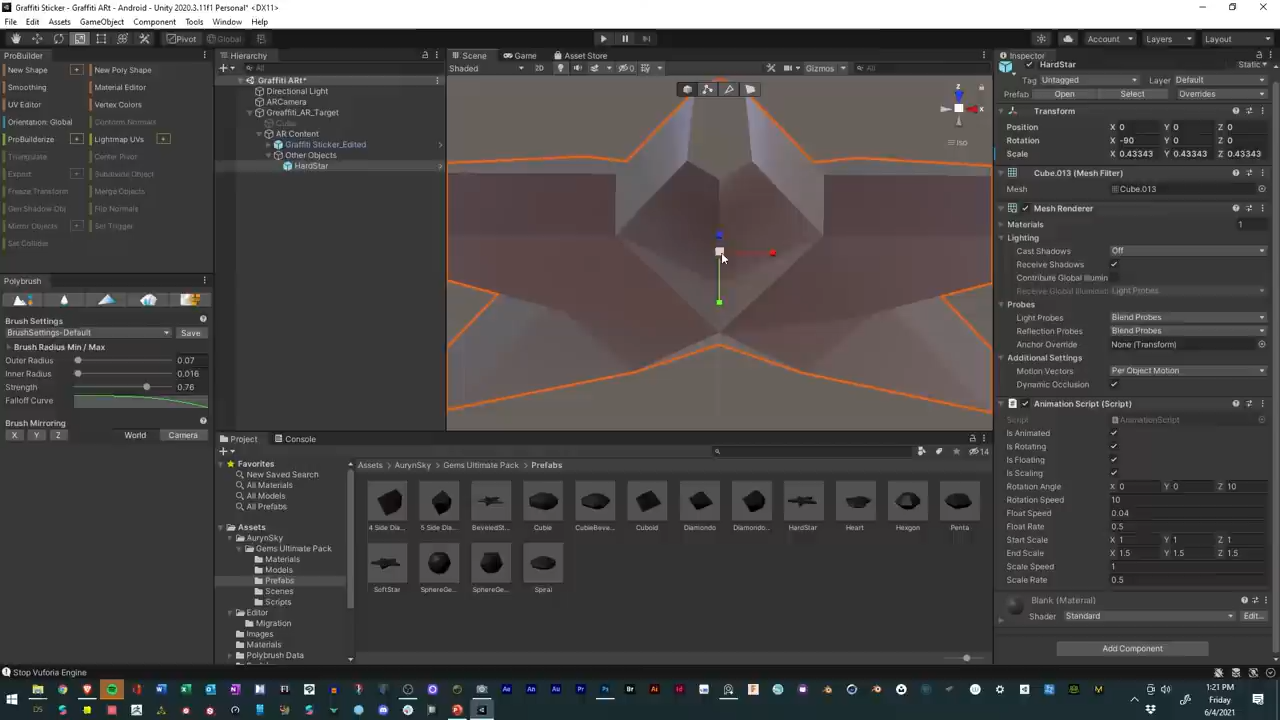 Graffiti Sticker - Graffiti ARt - Android - Unity 2020.3.11f1 Personal* <DX11>
File Edit Assets GameObject Component Tools Window Help
Pivot Global
Account Layers Layout
ProBuilder
New Shape New Poly Shape
Smoothing Material Editor
UV Editor Vertex Colors
Orientation: Global Conform Normals
ProBuilderize Lightmap UVs
Triangulate Center Pivot
Export Subdivide Object
Freeze Transform Merge Objects
Gen Shadow Obj Flip Normals
Mirror Objects Set Trigger
Set Collider
Polybrush
Brush Settings
BrushSettings-Default Save
Brush Radius Min / Max
Outer Radius 0.07
Inner Radius 0.016
Strength 0.76
Falloff Curve
Brush Mirroring
X Y Z World Camera
Hierarchy
All
Graffiti ARt*
Directional Light
ARCamera
Greaffiti_AR_Target
Cube
AR Content
Graffiti Sticker_Edited
Other Objects
HardStar
Scene Game Asset Store
Shaded 2D 0 Gizmos All
Z
X
Iso
Project Console
14
Favorites
New Saved Search
All Materials
All Models
All Prefabs
Assets
AurynSky
Gems Ultimate Pack
Materials
Models
Prefabs
Scenes
Scripts
Editor
Migration
Images
Materials
Polybrush Data
Assets > AurynSky > Gems Ultimate Pack > Prefabs
4 Side Dia... 5 Side Dia... BeveledSt... Cubie CubieBeve... Cuboid Diamondo Diamondo... HardStar Heart Hexgon Penta
SoftStar SphereGe... SphereGe... Spiral
Inspector
HardStar Static
Tag Untagged Layer Default
Prefab Open Select Overrides
Transform
Position X 0 Y 0 Z 0
Rotation X -90 Y 0 Z 0
Scale X 0.43343 Y 0.43343 Z 0.43343
Cube.013 (Mesh Filter)
Mesh Cube.013
Mesh Renderer
Materials 1
Lighting
Cast Shadows Off
Receive Shadows
Contribute Global Illumin
Receive Global Illumina Light Probes
Probes
Light Probes Blend Probes
Reflection Probes Blend Probes
Anchor Override None (Transform)
Additional Settings
Motion Vectors Per Object Motion
Dynamic Occlusion
Animation Script (Script)
Script AnimationScript
Is Animated
Is Rotating
Is Floating
Is Scaling
Rotation Angle X 0 Y 0 Z 10
Rotation Speed 10
Float Speed 0.04
Float Rate 0.5
Start Scale X 1 Y 1 Z 1
End Scale X 1.5 Y 1.5 Z 1.5
Scale Speed 1
Scale Rate 0.5
Blank (Material)
Shader Standard Edit...
Add Component
Stop Vuforia Engine
1:21 PM
Friday
6/4/2021